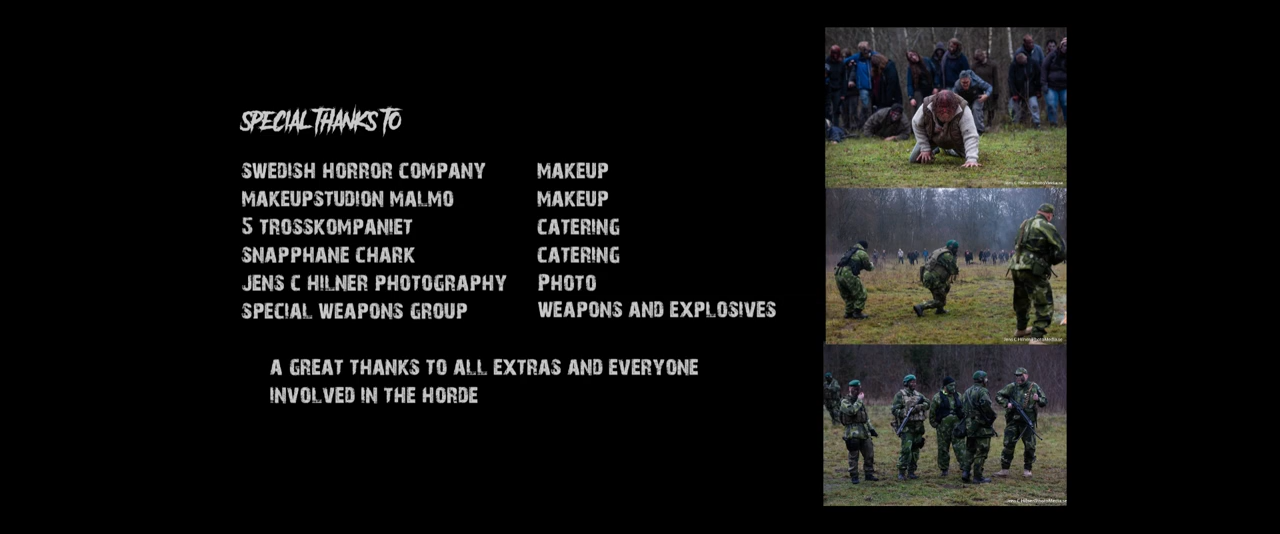 SPECIAL THANKS TO
SWEDISH HORROR COMPANY MAKEUP
MAKEUPSTUDION MALMO MAKEUP
5 TROSSKOMPANIET CATERING
SNAPPHANE CHARK CATERING
JENS C HILNER PHOTOGRAPHY PHOTO
SPECIAL WEAPONS GROUP WEAPONS AND EXPLOSIVES
A GREAT THANKS TO ALL EXTRAS AND EVERYONE
INVOLVED IN THE HORDE